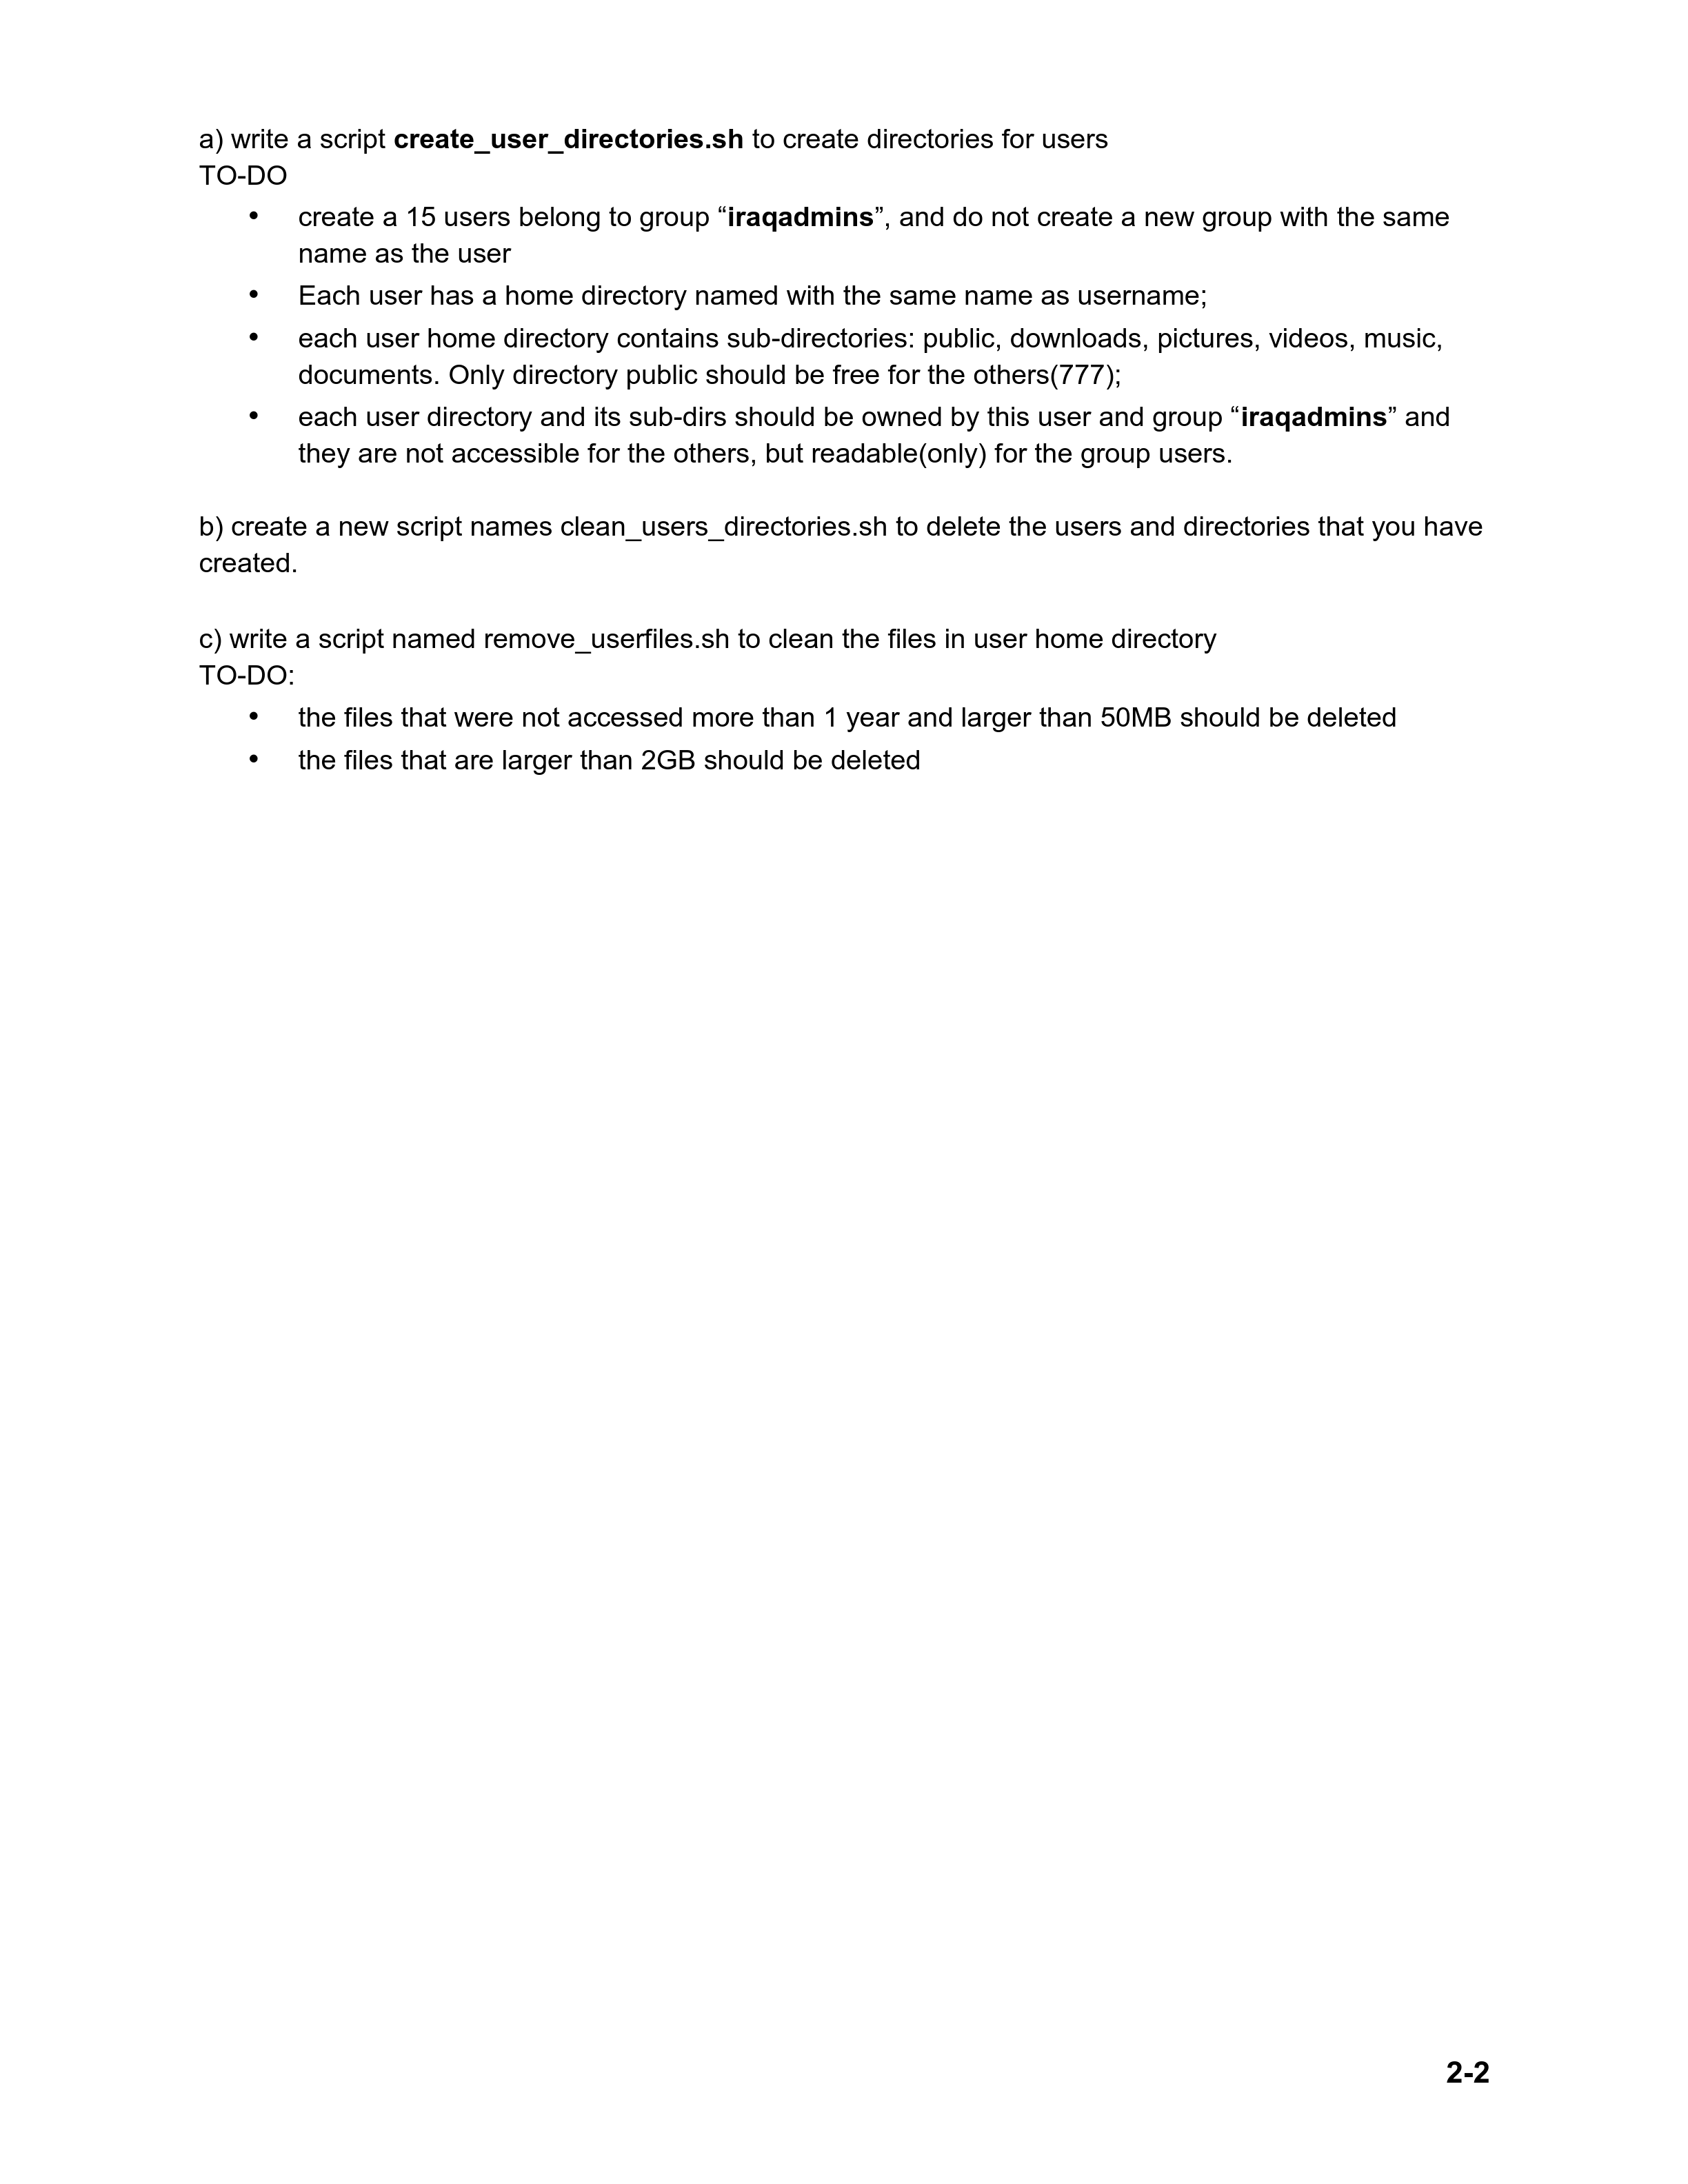 a) write a script create_user_directories.sh to create directories for users
TO-DO
• create a 15 users belong to group “iraqadmins”, and do not create a new group with the same
name as the user
• Each user has a home directory named with the same name as username;
• each user home directory contains sub-directories: public, downloads, pictures, videos, music,
documents. Only directory public should be free for the others(777);
• each user directory and its sub-dirs should be owned by this user and group “iraqadmins” and
they are not accessible for the others, but readable(only) for the group users.
b) create a new script names clean_users_directories.sh to delete the users and directories that you have
created.
c) write a script named remove_userfiles.sh to clean the files in user home directory
TO-DO:
• the files that were not accessed more than 1 year and larger than 50MB should be deleted
• the files that are larger than 2GB should be deleted
2-2